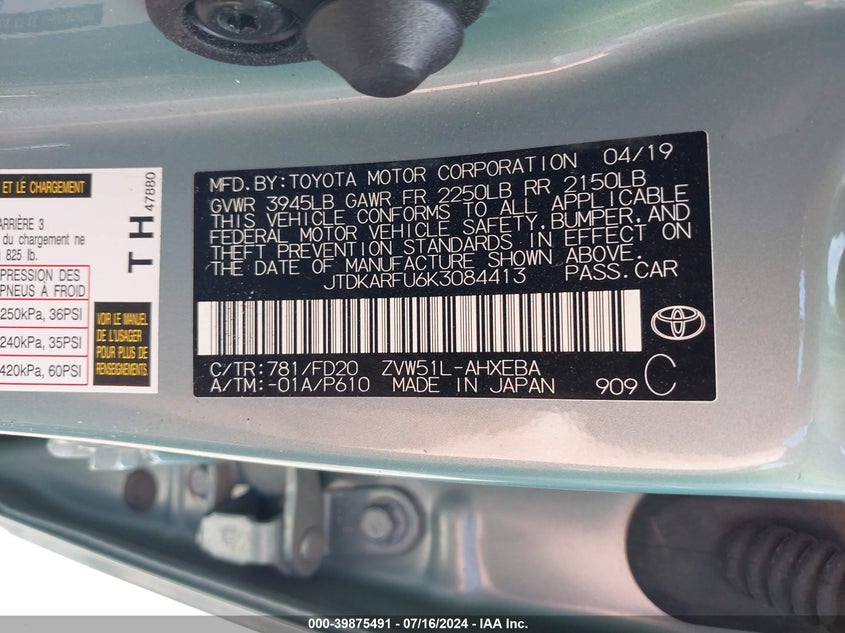 ET LE CHARGEMENT
ARRIÈRE 3
du chargement ne
825 lb.
PRESSION DES
PNEUS À FROID
250kPa, 36PSI
240kPa, 35PSI
420kPa, 60PSI
VOIR LE MANUEL
DE L'USAGER
POUR PLUS DE
RENSEIGNEMENTS
TH
47880
MFD. BY: TOYOTA MOTOR CORPORATION 04/19
GVWR 3945LB GAWR FR 2250LB RR 2150LB
THIS VEHICLE CONFORMS TO ALL APPLICABLE
FEDERAL MOTOR VEHICLE SAFETY, BUMPER, AND
THEFT PREVENTION STANDARDS IN EFFECT ON
THE DATE OF MANUFACTURE SHOWN ABOVE.
JTDKARFU6K3084413 PASS. CAR
C/TR: 781/FD20 ZVW51L-AHXEBA
A/TM: -01A/P610 MADE IN JAPAN 909 C
000-39875491 - 07/16/2024 - IAA Inc.